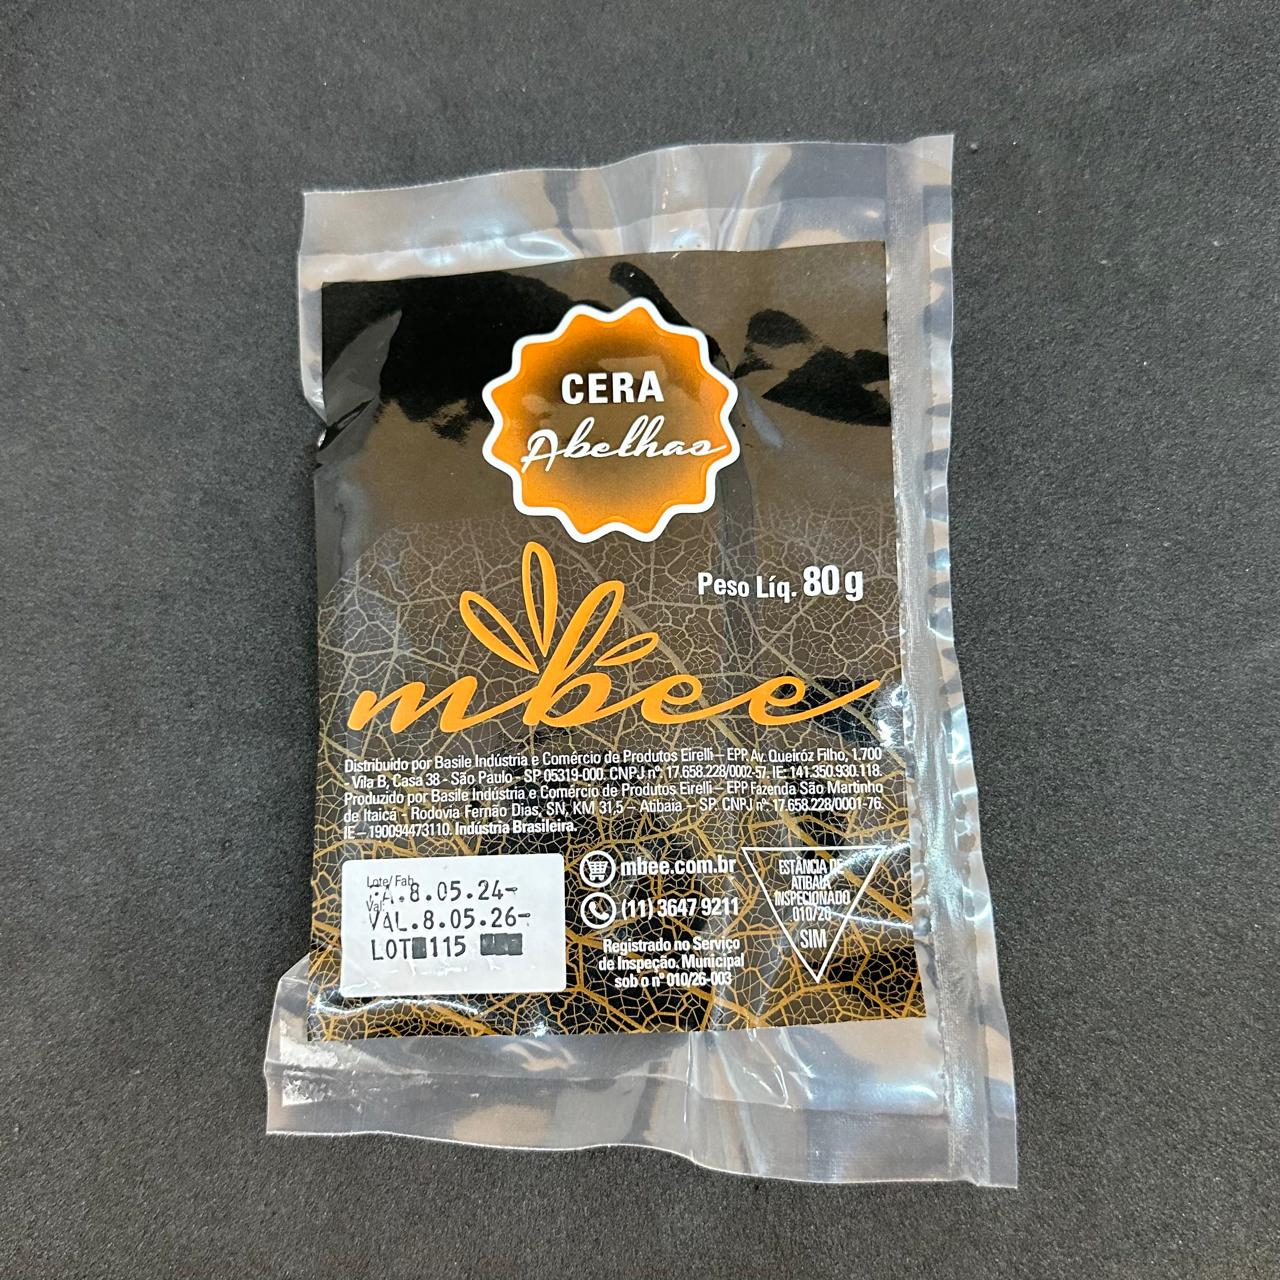 CERA
Abelhas
Peso Líq. 80 g
mbee
Distribuído por Basile Indústria e Comércio de Produtos Eirelli – EPP. Av. Queiróz Filho, 1.700
- Vila B, Casa 38 - São Paulo - SP 05319-000. CNPJ nº. 17.658.228/0002-57. IE: 141.350.930.118.
Produzido por Basile Indústria e Comércio de Produtos Eirelli – EPP Fazenda São Martinho
de Itaicá - Rodovia Fernão Dias, SN, KM 31,5 – Atibaia – SP. CNPJ nº 17.658.228/0001-76.
IE – 190094473110. Indústria Brasileira.
Lote/ Fab.
8.05.24
Val.
VAL.8.05.26
LOT 115
mbee.com.br
(11) 3647 9211
Registrado no Serviço
de Inspeção. Municipal
sob o nº 010/26-003
ESTÂNCIA DE
ATIBAIA
INSPECIONADO
010/26
SIM